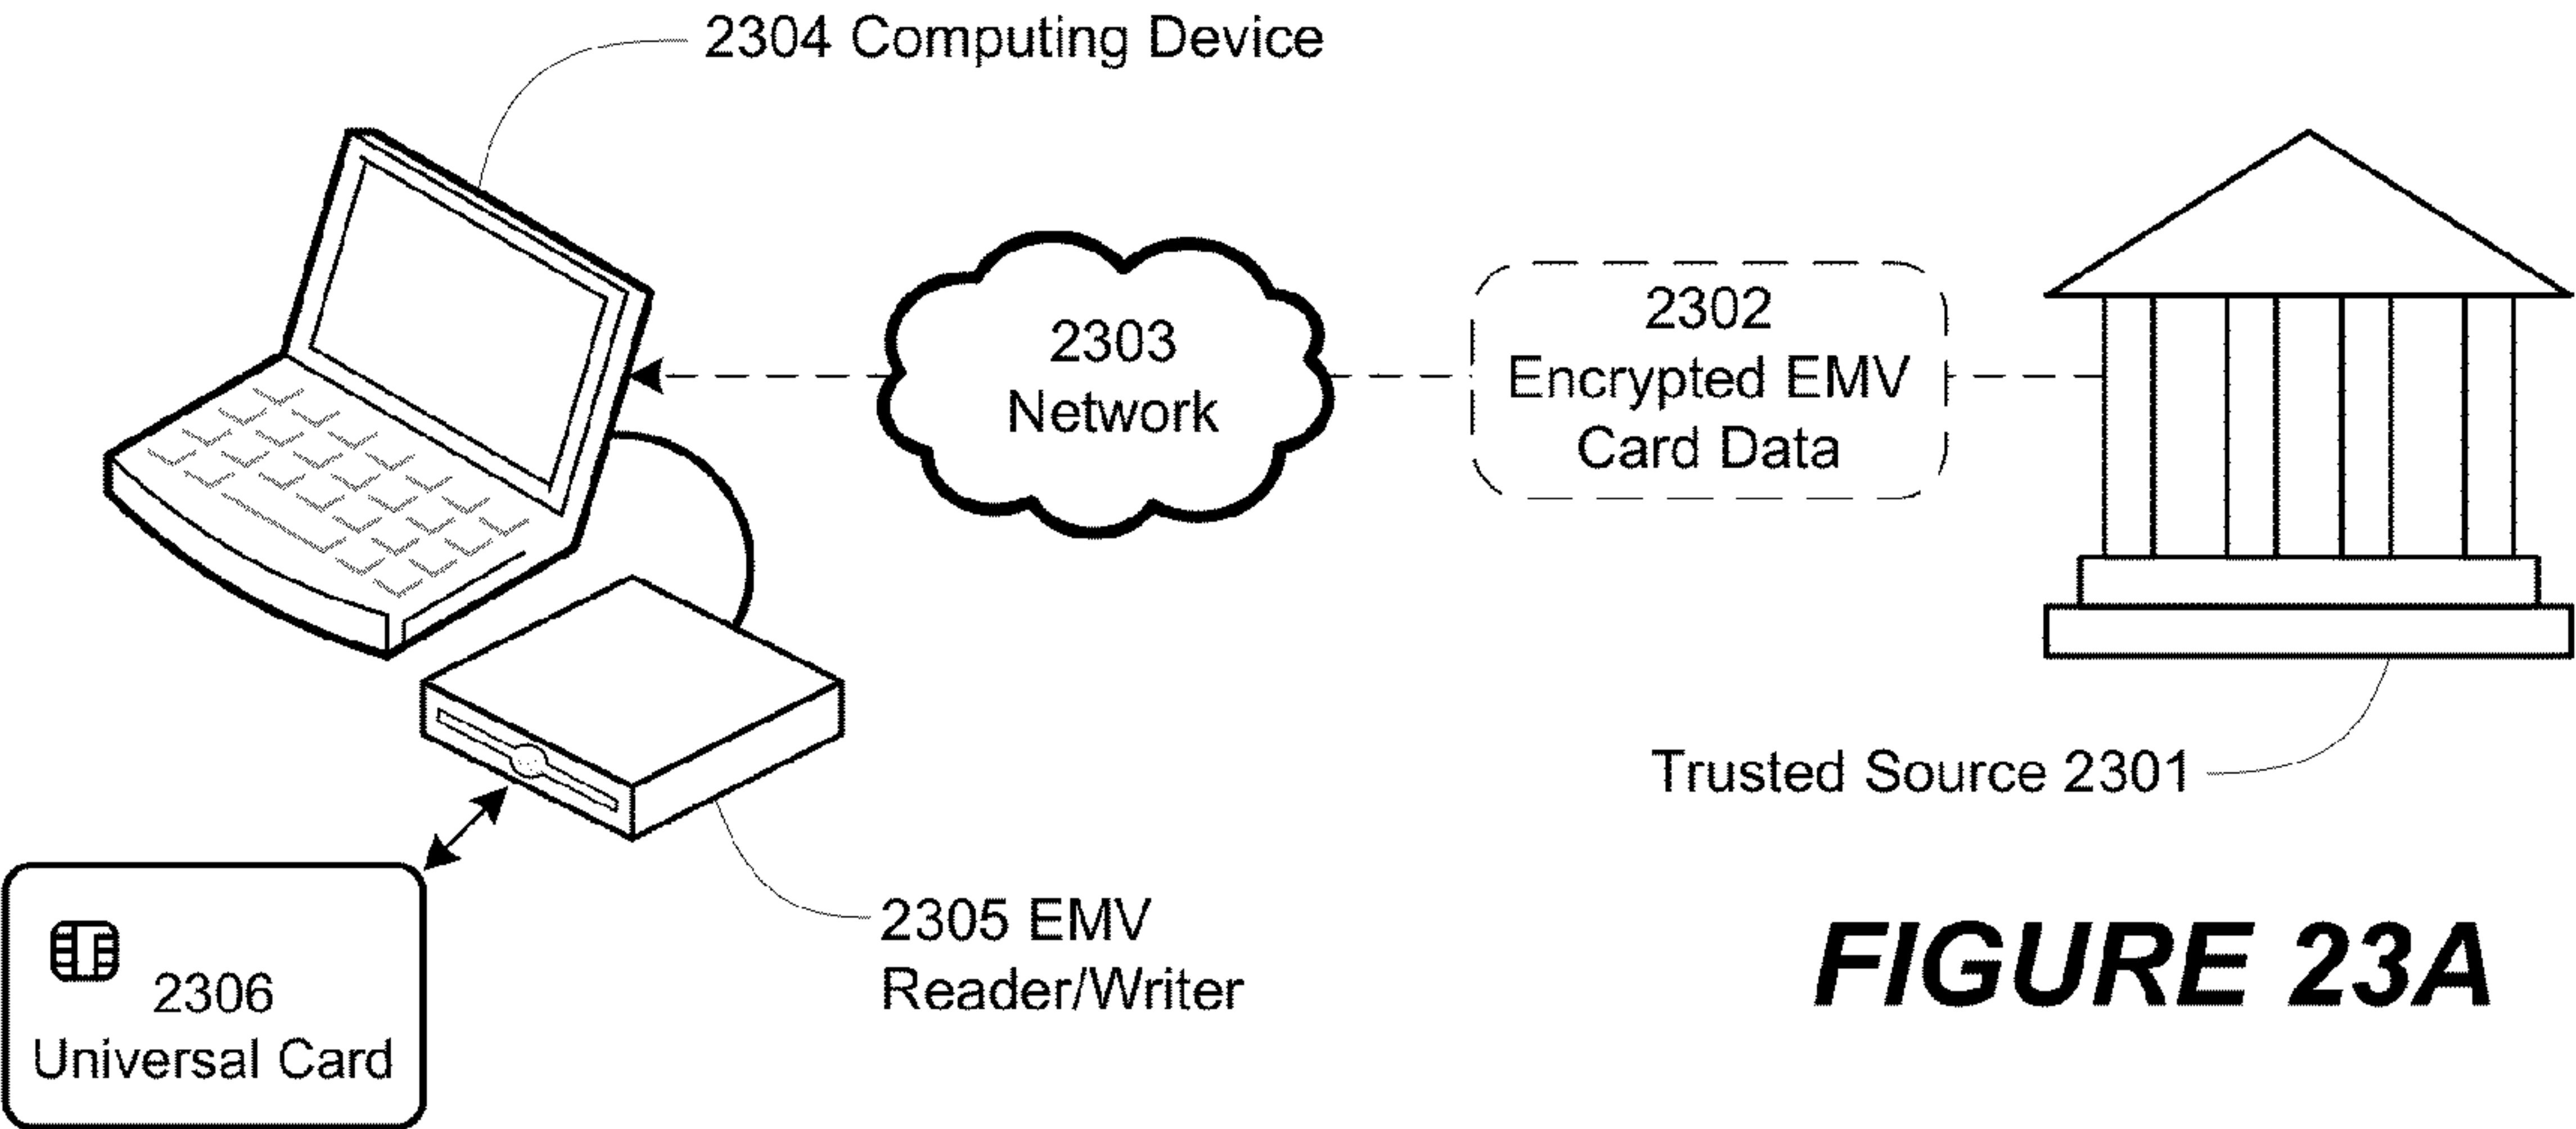 2304 Computing Device
2303
Network
2302
Encrypted EMV
Card Data
Trusted Source 2301
2305 EMV
Reader/Writer
2306
Universal Card
FIGURE 23A